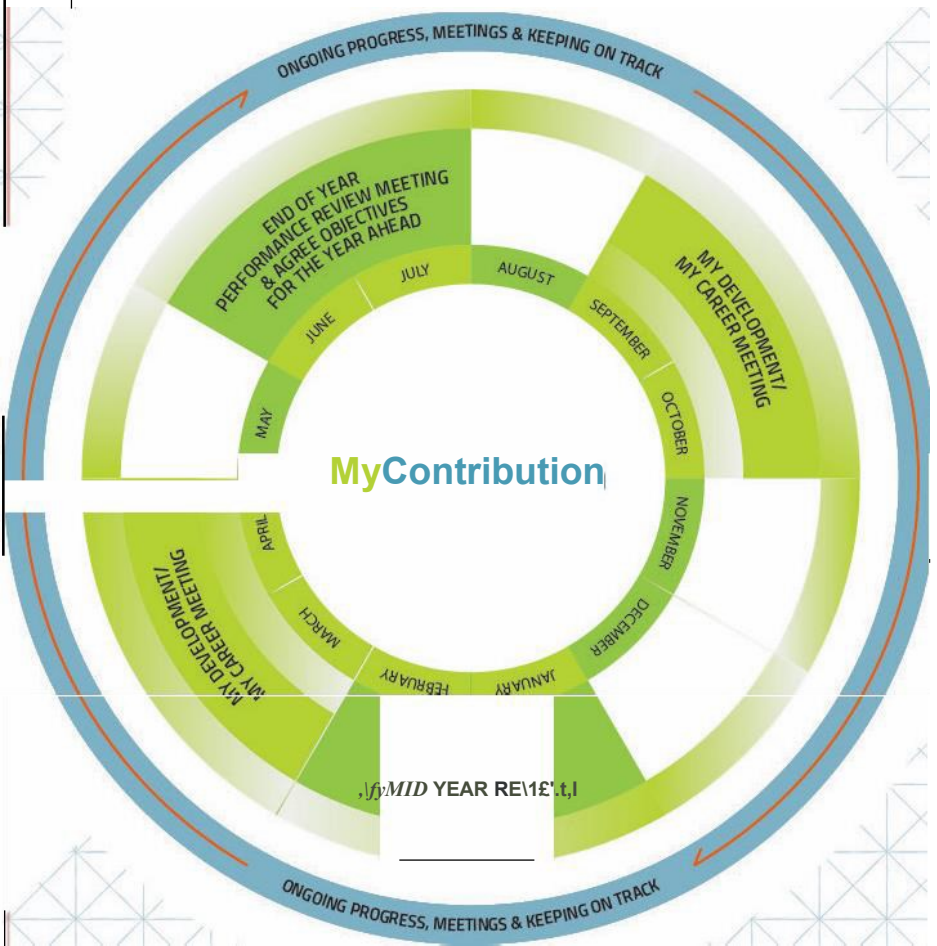 ONGOING PROGRESS, MEETINGS & KEEPING ON TRACK
END OF YEAR
PERFORMANCE REVIEW MEETING
& AGREE OBJECTIVES
FOR THE YEAR AHEAD
MY DEVELOPMENT/
MY CAREER MEETING
JULY
AUGUST
JUNE
SEPTEMBER
MAY
OCTOBER
MyContribution
APRIL
NOVEMBER
MARCH
DECEMBER
FEBRUARY
JANUARY
MY DEVELOPMENT/
MY CAREER MEETING
MID YEAR
ONGOING PROGRESS, MEETINGS & KEEPING ON TRACK